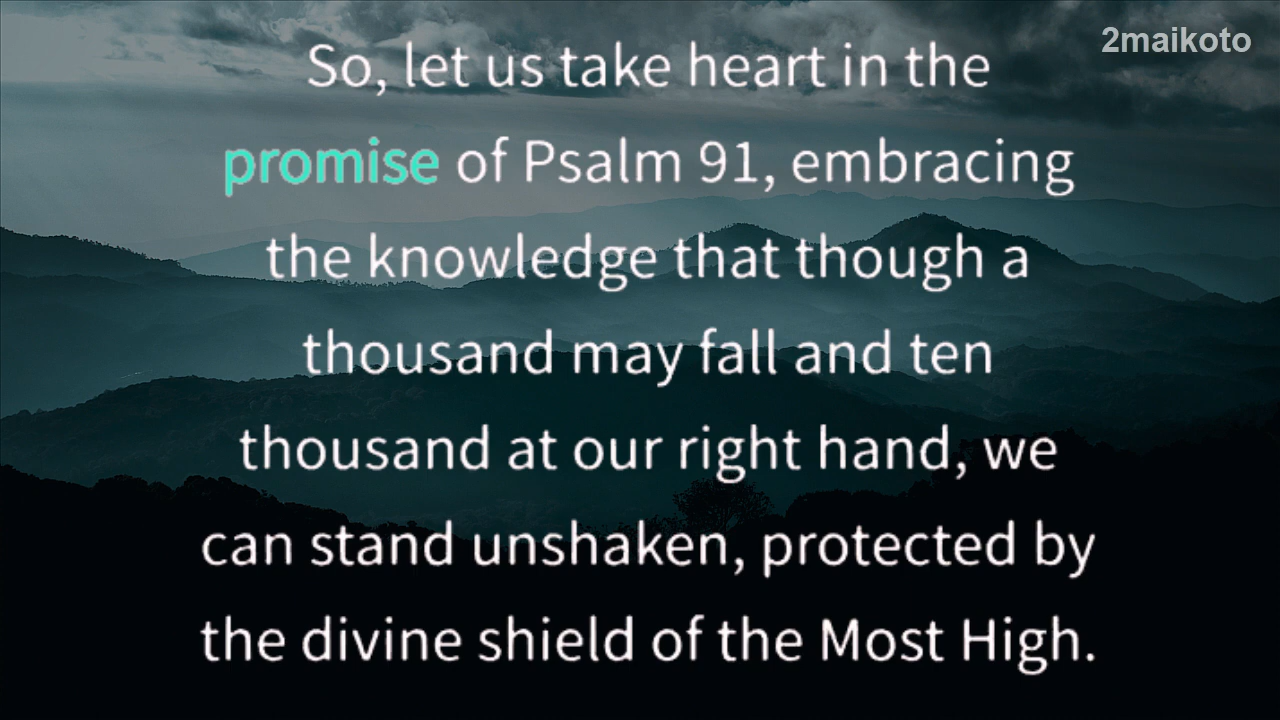 2maikoto
So, let us take heart in the
promise of Psalm 91, embracing
the knowledge that though a
thousand may fall and ten
thousand at our right hand, we
can stand unshaken, protected by
the divine shield of the Most High.